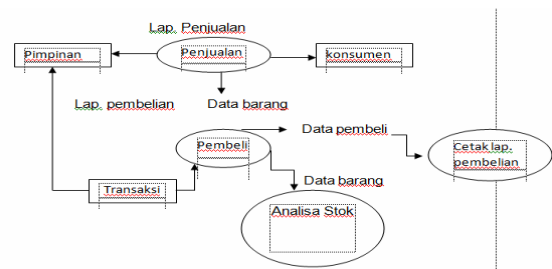 Lap. Penjualan
Pimpinan
Penjualan
konsumen
Lap. pembelian
Data barang
Data pembeli
Pembeli
Cetak lap.
pembelian
Transaksi
Data barang
Analisa Stok